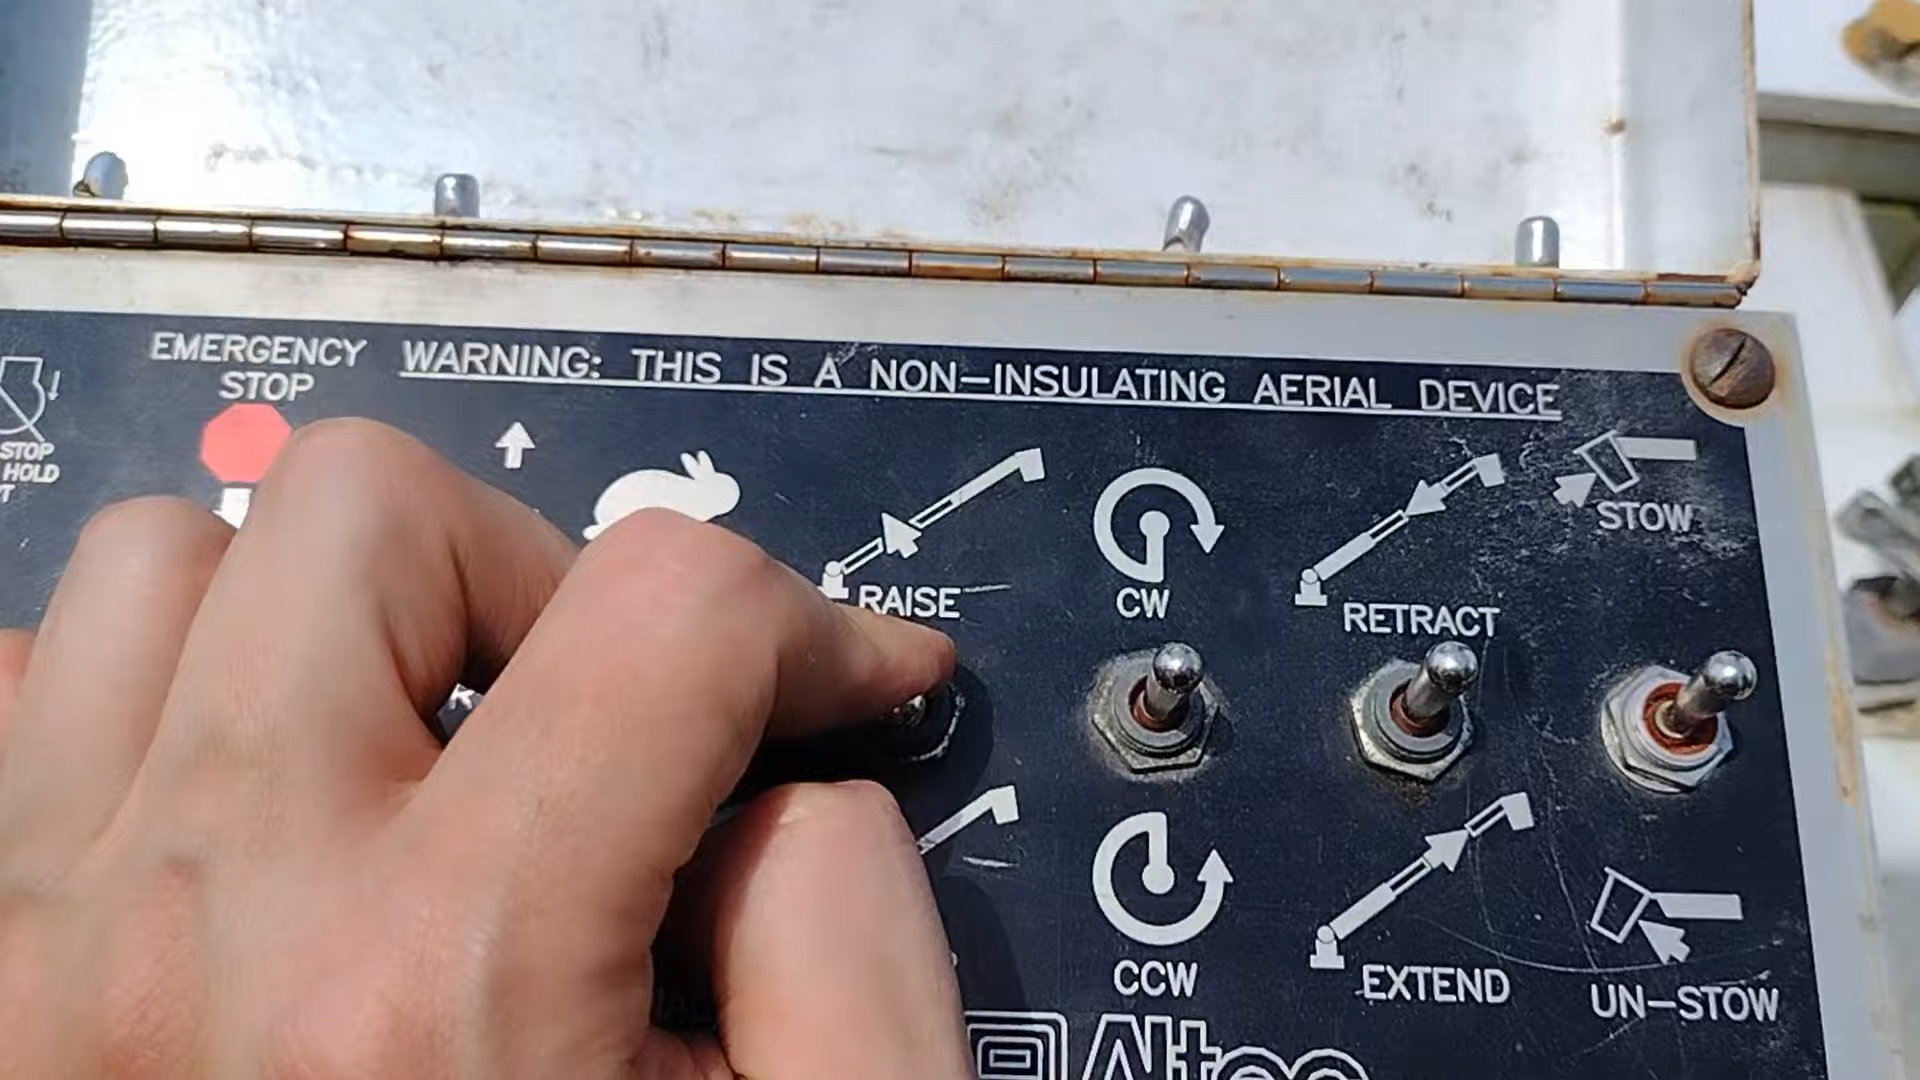 EMERGENCY
STOP
WARNING: THIS IS A NON-INSULATING AERIAL DEVICE
STOP
HOLD
STOW
RAISE
CW
RETRACT
CCW
EXTEND
UN-STOW
Altec